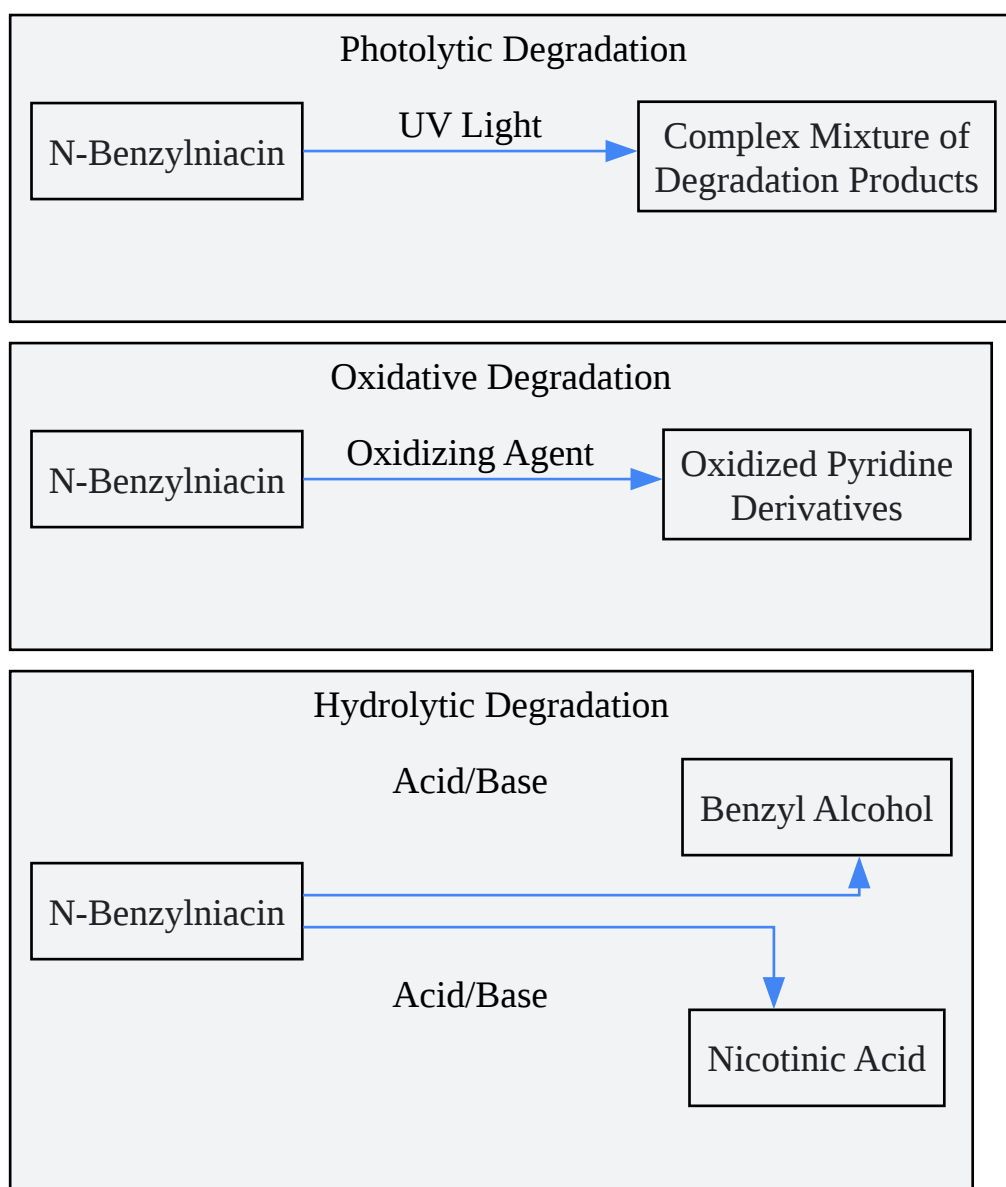 Photolytic Degradation
N-Benzylniacin
UV Light
Complex Mixture of
Degradation Products
Oxidative Degradation
N-Benzylniacin
Oxidizing Agent
Oxidized Pyridine
Derivatives
Hydrolytic Degradation
Acid/Base
Benzyl Alcohol
N-Benzylniacin
Acid/Base
Nicotinic Acid